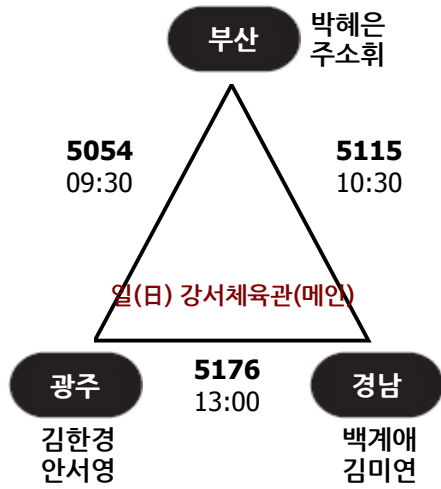 부산
박혜은
주소휘
5054
09:30
5115
10:30
일(日) 강서체육관(메인)
광주
5176
13:00
경남
김한경
안서영
백계애
김미연